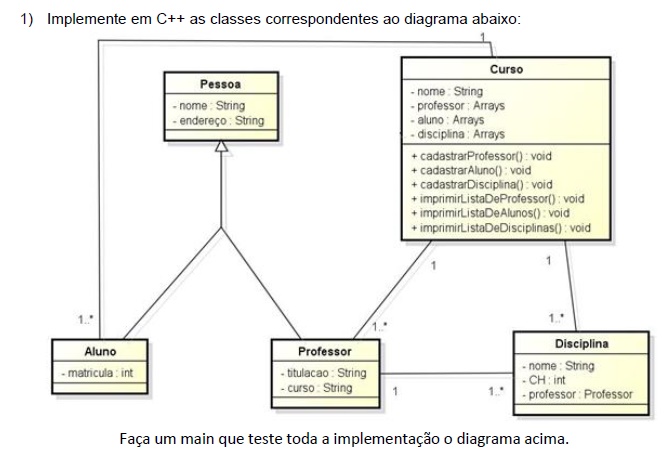 1) Implemente em C++ as classes correspondentes ao diagrama abaixo:
1
Pessoa
- nome : String
- endereço : String
Curso
- nome : String
- professor : Arrays
- aluno : Arrays
- disciplina : Arrays
+ cadastrarProfessor() : void
+ cadastrarAluno() : void
+ cadastrarDisciplina() : void
+ imprimirListaDeProfessor() : void
+ imprimirListaDeAlunos() : void
+ imprimirListaDeDisciplinas() : void
1
1
1..*
1..*
1..*
Aluno
- matricula : int
Professor
- titulacao : String
- curso : String
1
1..*
Disciplina
- nome : String
- CH : int
- professor : Professor
Faça um main que teste toda a implementação o diagrama acima.